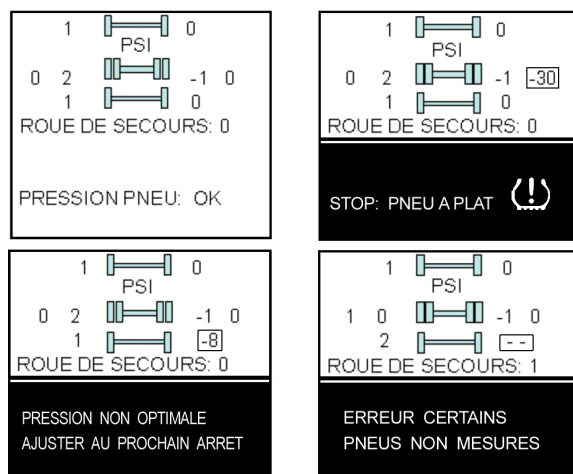 1 0
PSI
0 2 -1 0
1 0
ROUE DE SECOURS: 0
PRESSION PNEU: OK
1 0
PSI
0 2 -1 -30
1 0
ROUE DE SECOURS: 0
STOP: PNEU A PLAT (!)
1 0
PSI
0 2 -1 0
1 -8
ROUE DE SECOURS: 0
PRESSION NON OPTIMALE
AJUSTER AU PROCHAIN ARRET
1 0
PSI
1 0 -1 0
2 - -
ROUE DE SECOURS: 1
ERREUR CERTAINS
PNEUS NON MESURES